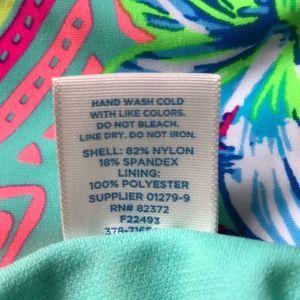 HAND WASH COLD
WITH LIKE COLORS.
DO NOT BLEACH.
LINE DRY. DO NOT IRON.
SHELL: 82% NYLON
18% SPANDEX
LINING:
100% POLYESTER
SUPPLIER 01279-9
RN# 82372
F22493